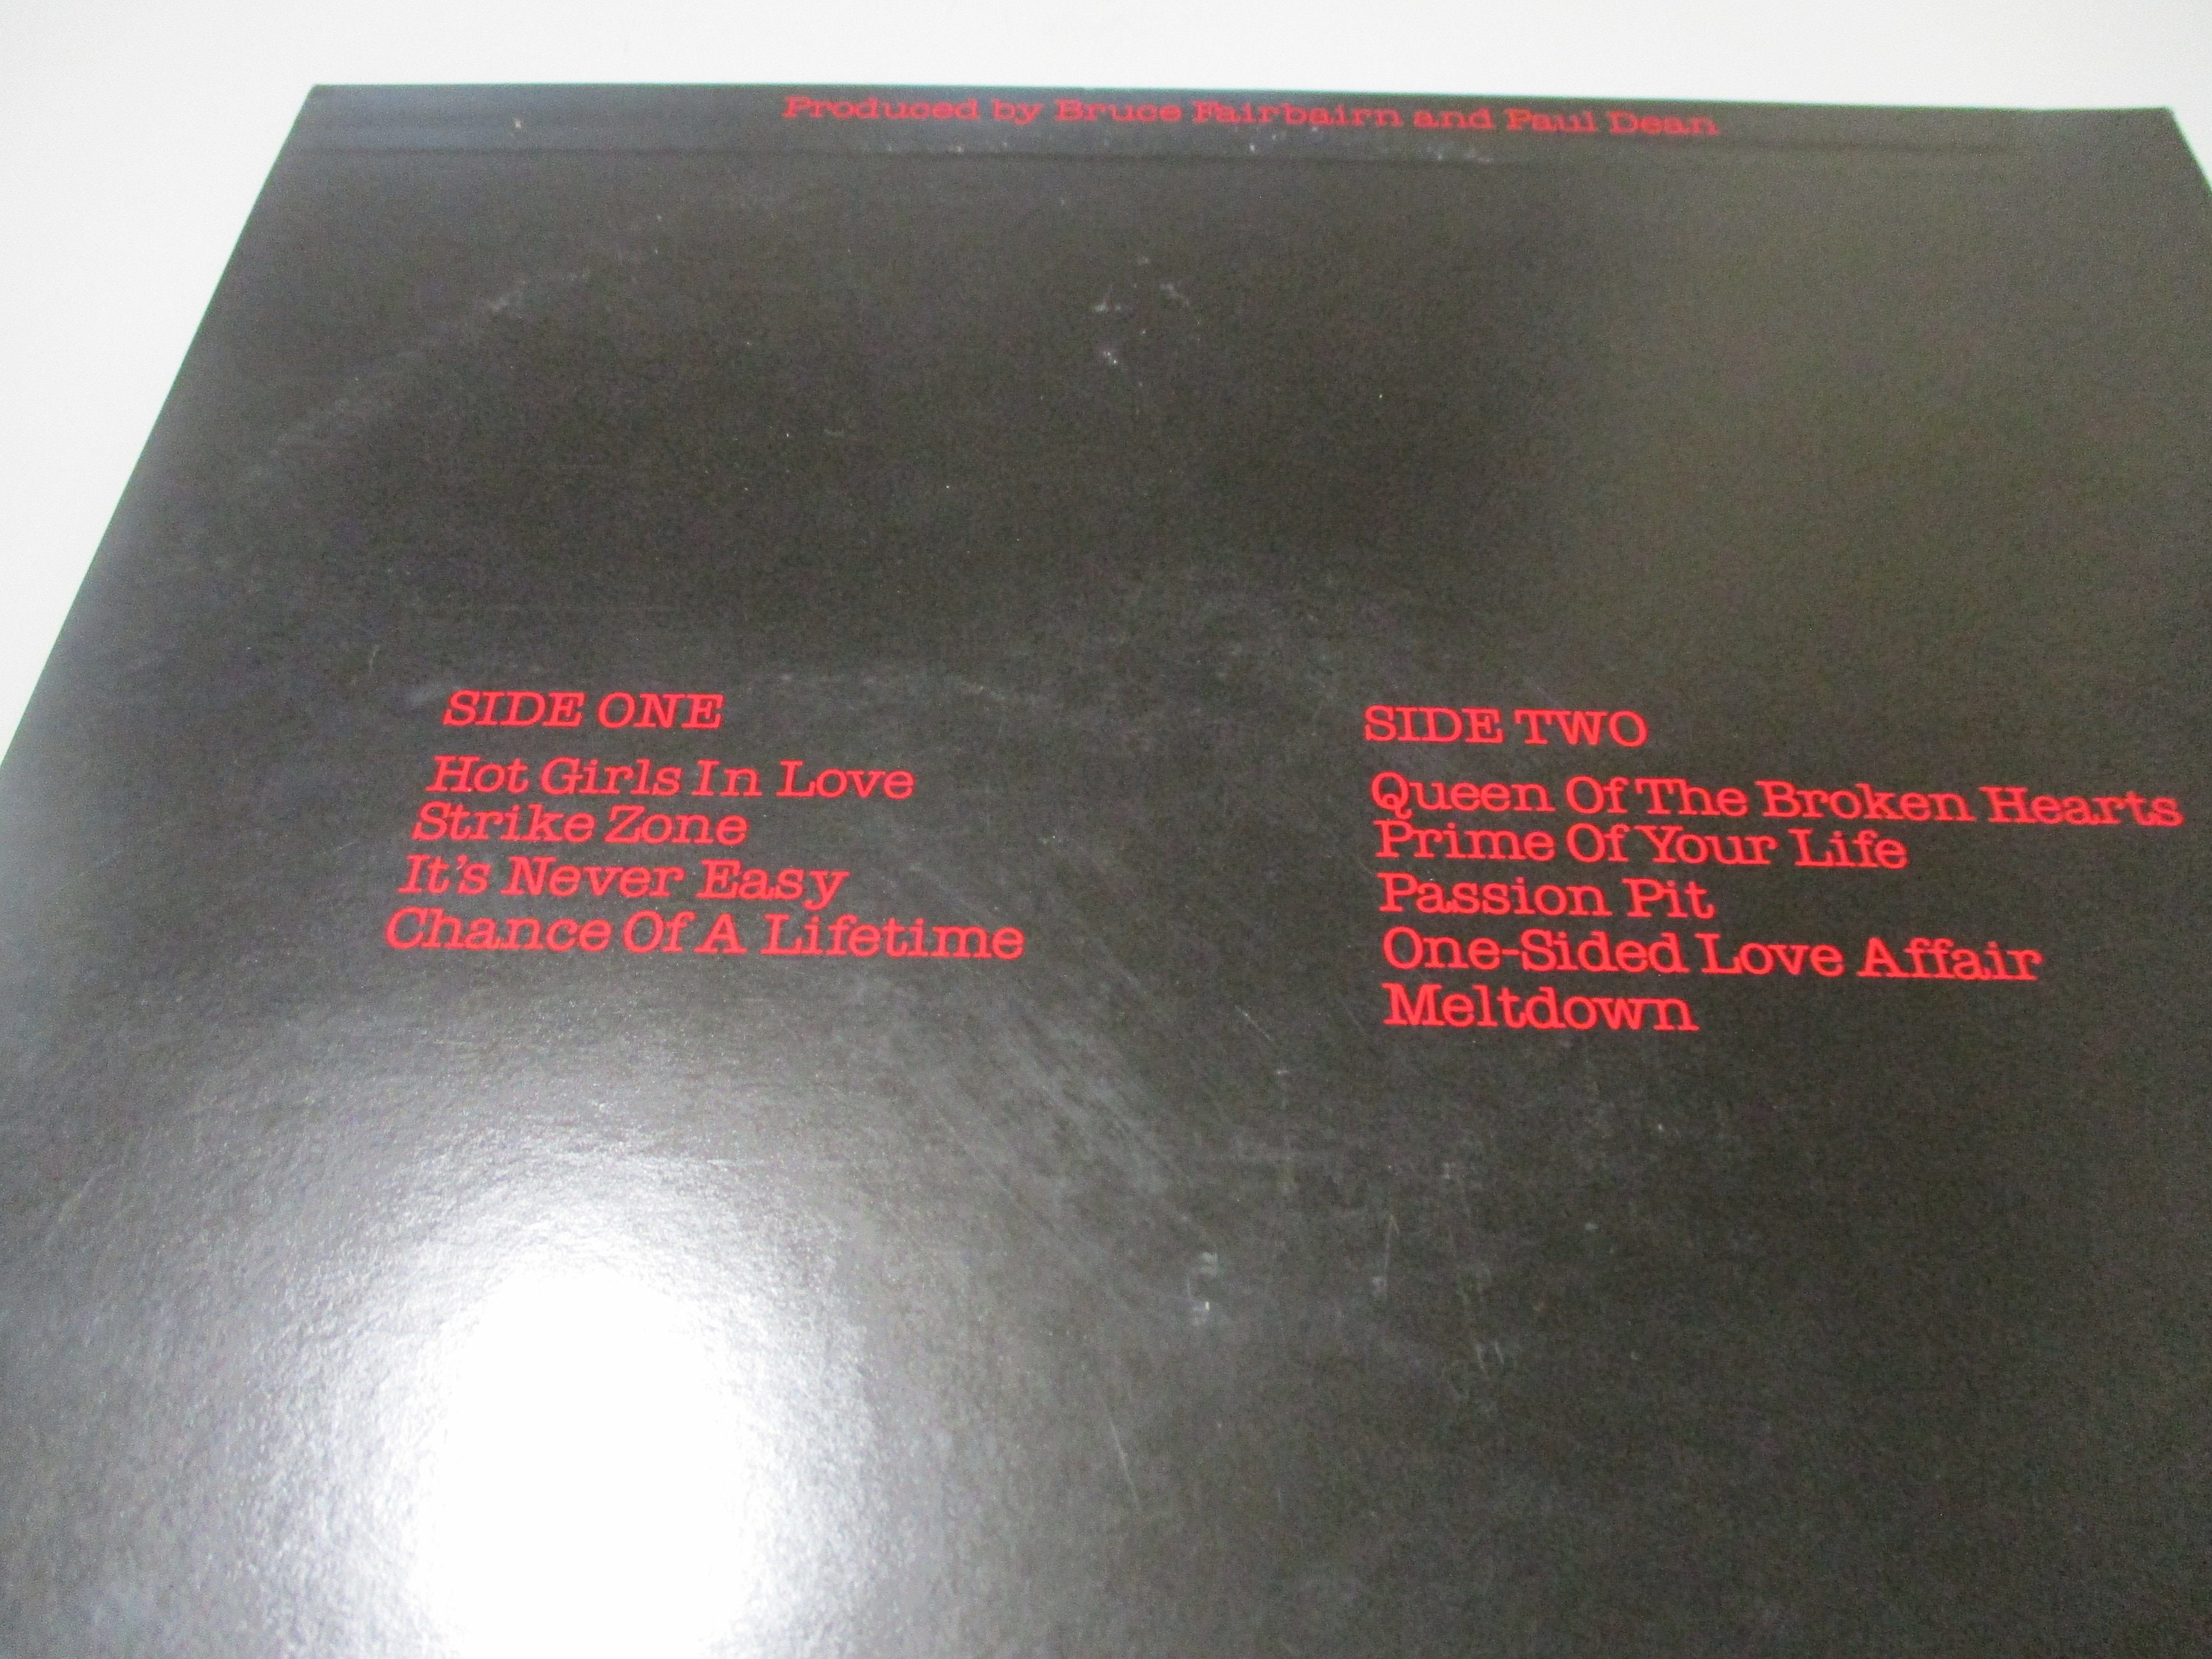 Produced by Bruce Fairbairn and Paul Dean
SIDE ONE
Hot Girls In Love
Strike Zone
It's Never Easy
Chance Of A Lifetime
SIDE TWO
Queen Of The Broken Hearts
Prime Of Your Life
Passion Pit
One-Sided Love Affair
Meltdown